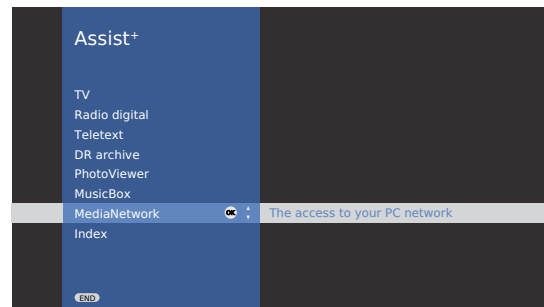 Assist+
TV
Radio digital
Teletext
DR archive
PhotoViewer
MusicBox
MediaNetwork OK The access to your PC network
Index
END